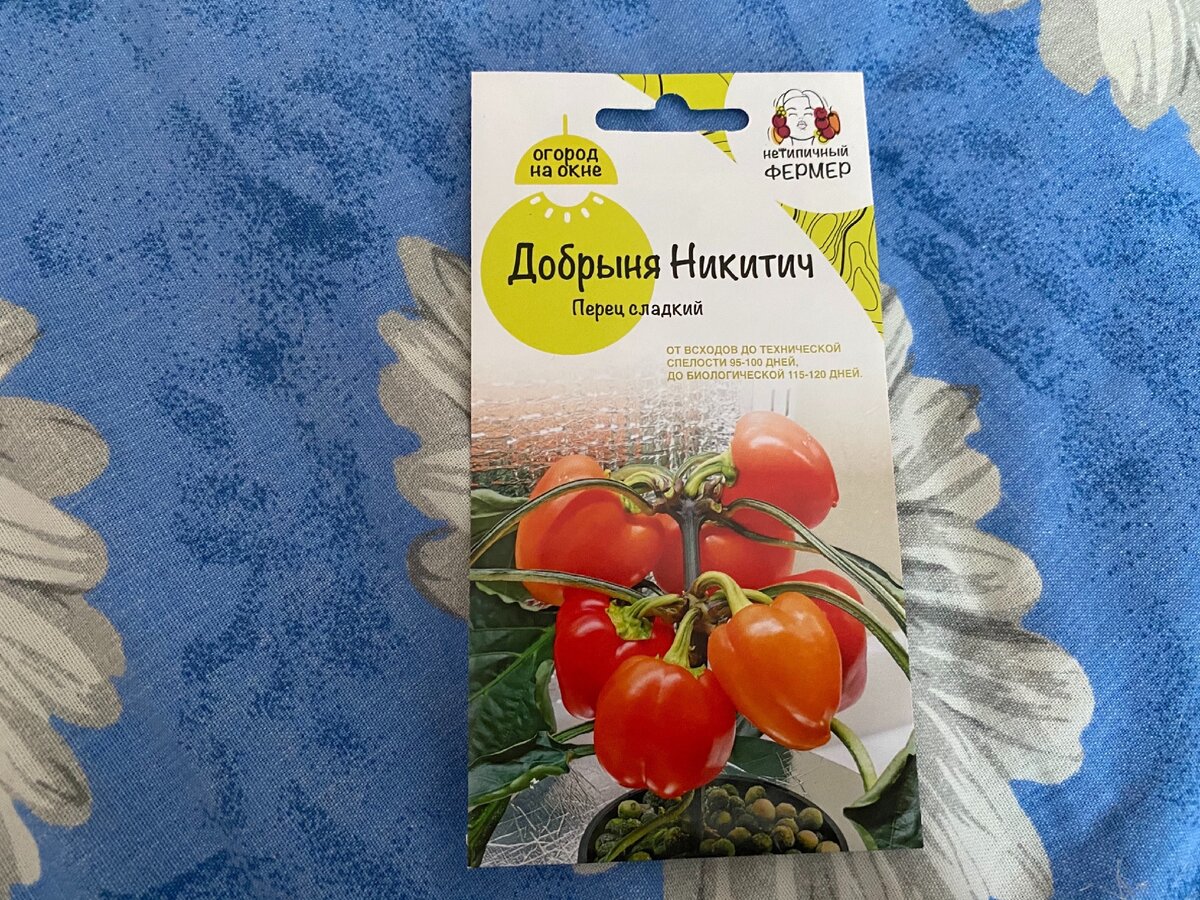 огород
на окне
нетипичный
ФЕРМЕР
Добрыня Никитич
Перец сладкий
ОТ ВСХОДОВ ДО ТЕХНИЧЕСКОЙ
СПЕЛОСТИ 95-100 ДНЕЙ,
ДО БИОЛОГИЧЕСКОЙ 115-120 ДНЕЙ.